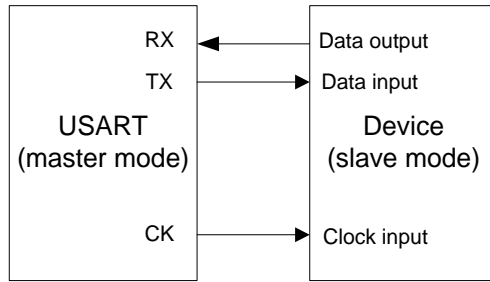 RX
Data output
TX
Data input
USART
(master mode)
Device
(slave mode)
CK
Clock input